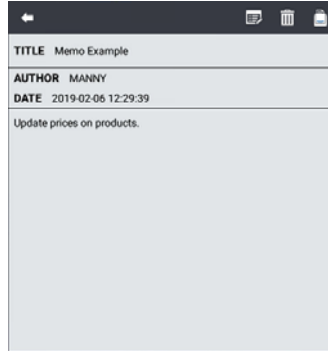 TITLE Memo Example
AUTHOR MANNY
DATE 2019-02-06 12:29:39
Update prices on products.